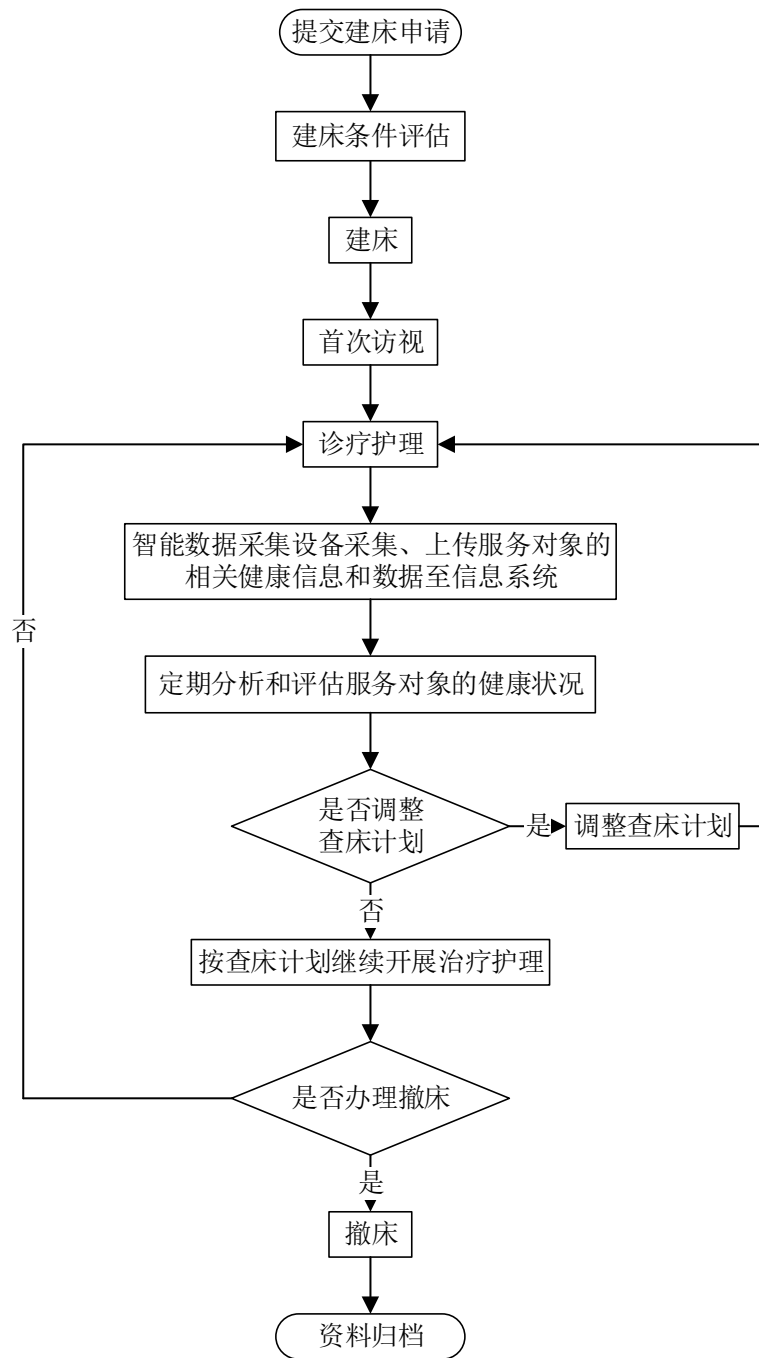 提交建床申请
建床条件评估
建床
首次访视
诊疗护理
智能数据采集设备采集、上传服务对象的
相关健康信息和数据至信息系统
否
定期分析和评估服务对象的健康状况
是否调整
查床计划
是
调整查床计划
否
按查床计划继续开展治疗护理
是否办理撤床
是
撤床
资料归档